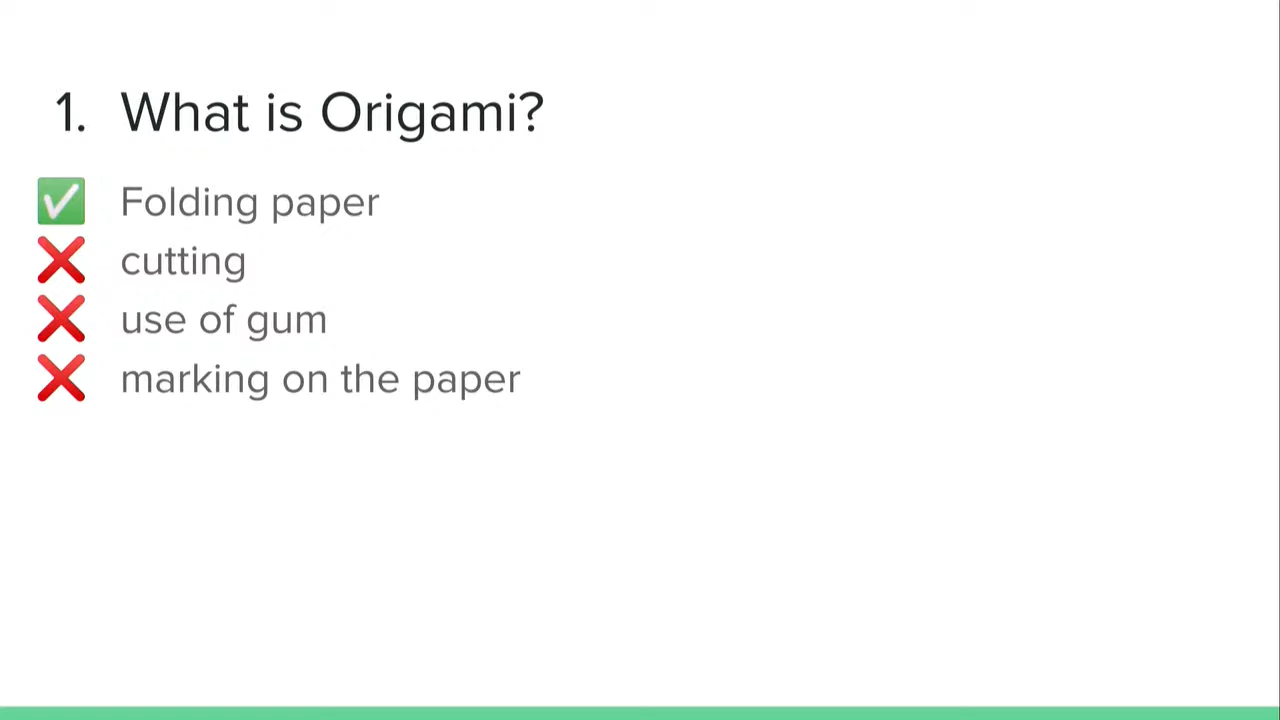 1. What is Origami?
✅ Folding paper
❌ cutting
❌ use of gum
❌ marking on the paper